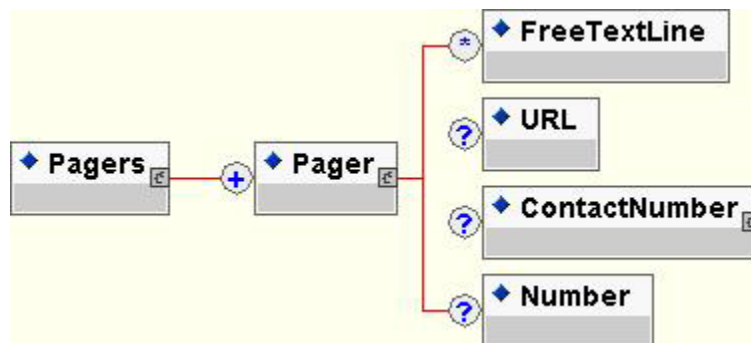 FreeTextLine
*
URL
?
Pagers
+
Pager
ContactNumber
?
Number
?